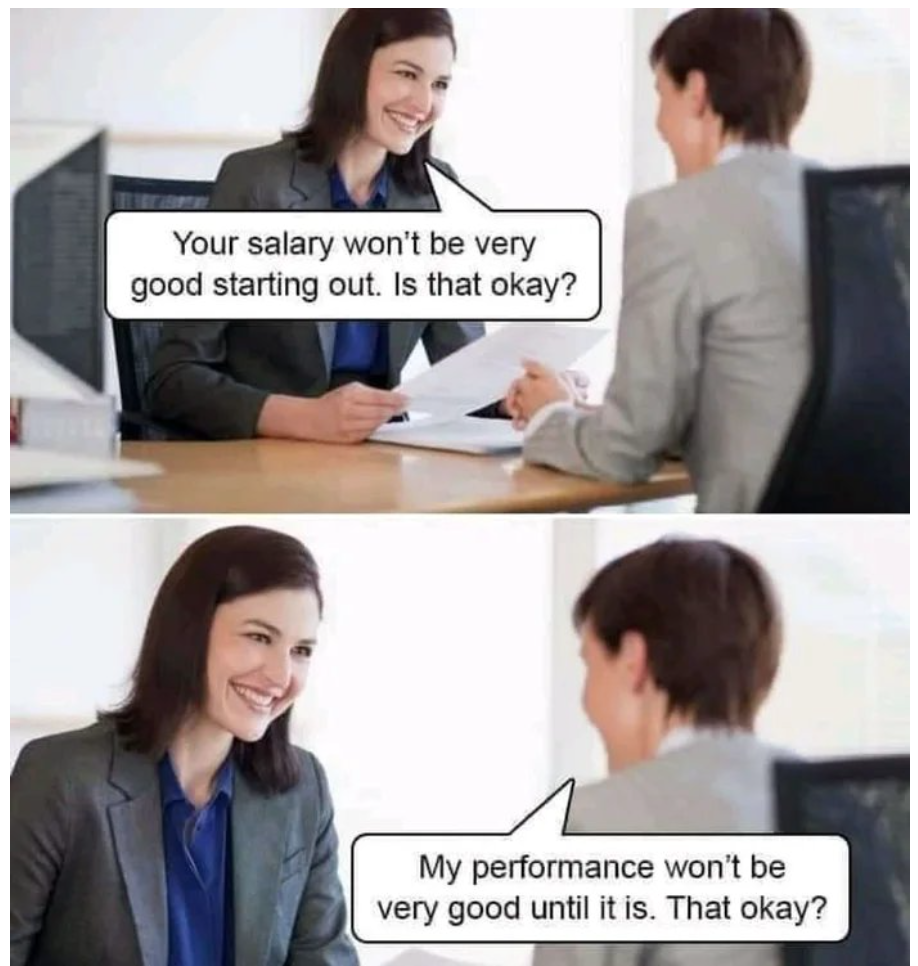 Your salary won't be very
good starting out. Is that okay?
My performance won't be
very good until it is. That okay?